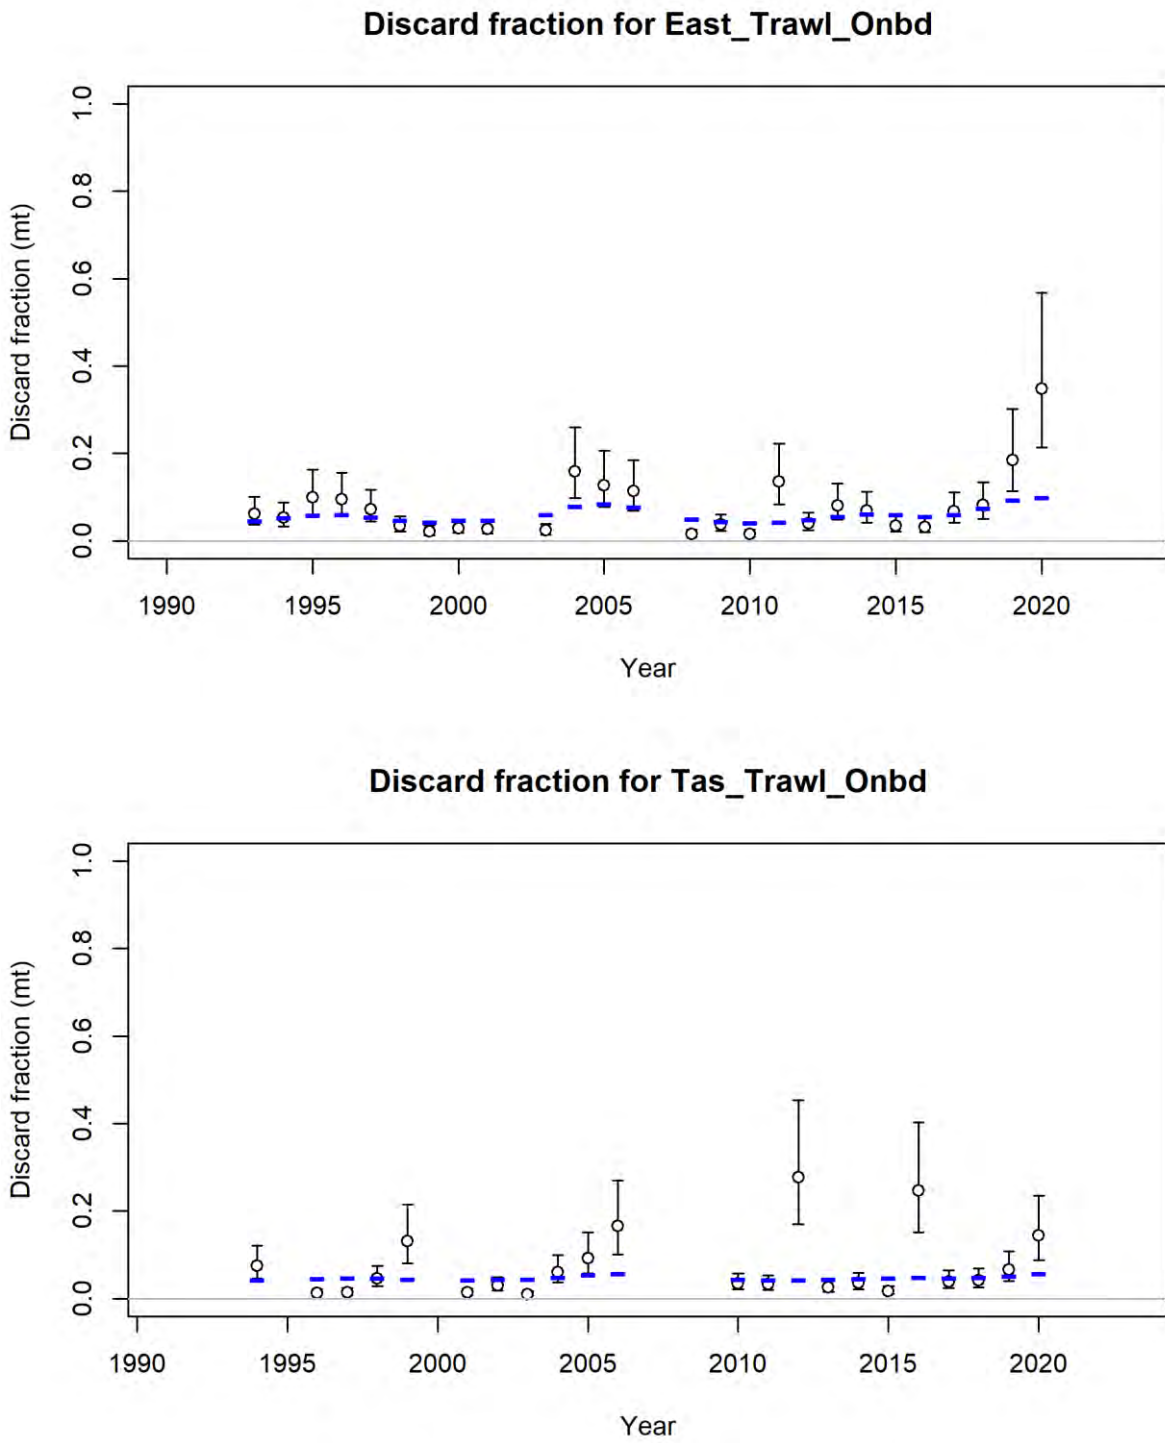 Discard fraction for East_Trawl_Onbd
1.0
0.8
0.6
0.4
0.2
0.0
Discard fraction (mt)
1990 1995 2000 2005 2010 2015 2020
Year
Discard fraction for Tas_Trawl_Onbd
1.0
0.8
0.6
0.4
0.2
0.0
Discard fraction (mt)
1990 1995 2000 2005 2010 2015 2020
Year